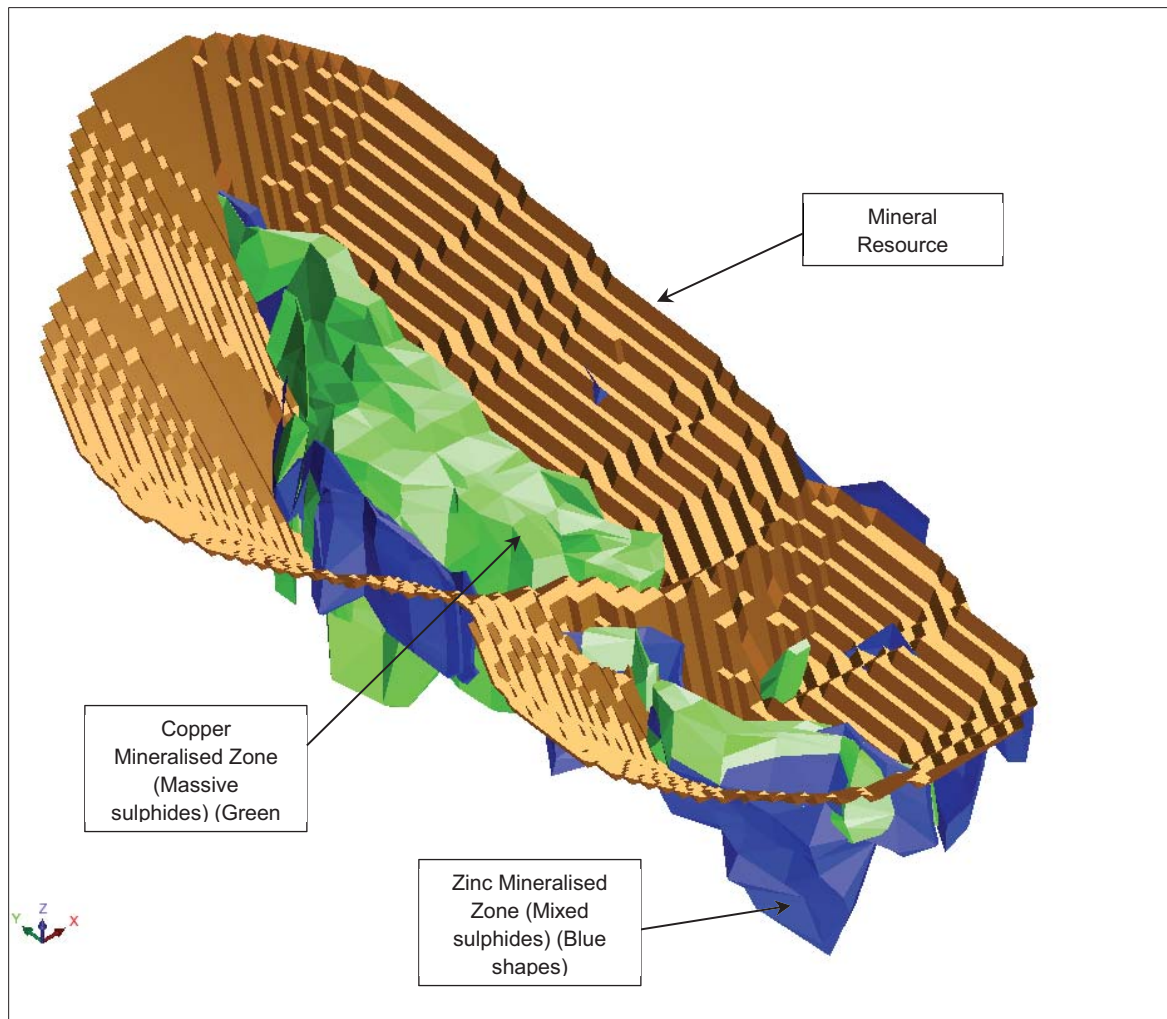 Mineral
Resource
Copper
Mineralised Zone
(Massive
sulphides) (Green
Zinc Mineralised
Zone (Mixed
sulphides) (Blue
shapes)
Z
Y
X